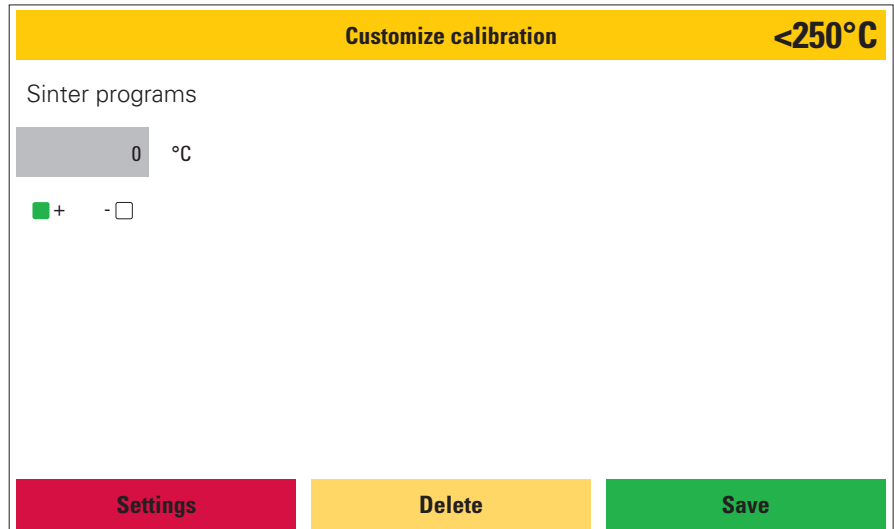 Customize calibration <250°C
Sinter programs
0 °C
+ -
Settings Delete Save